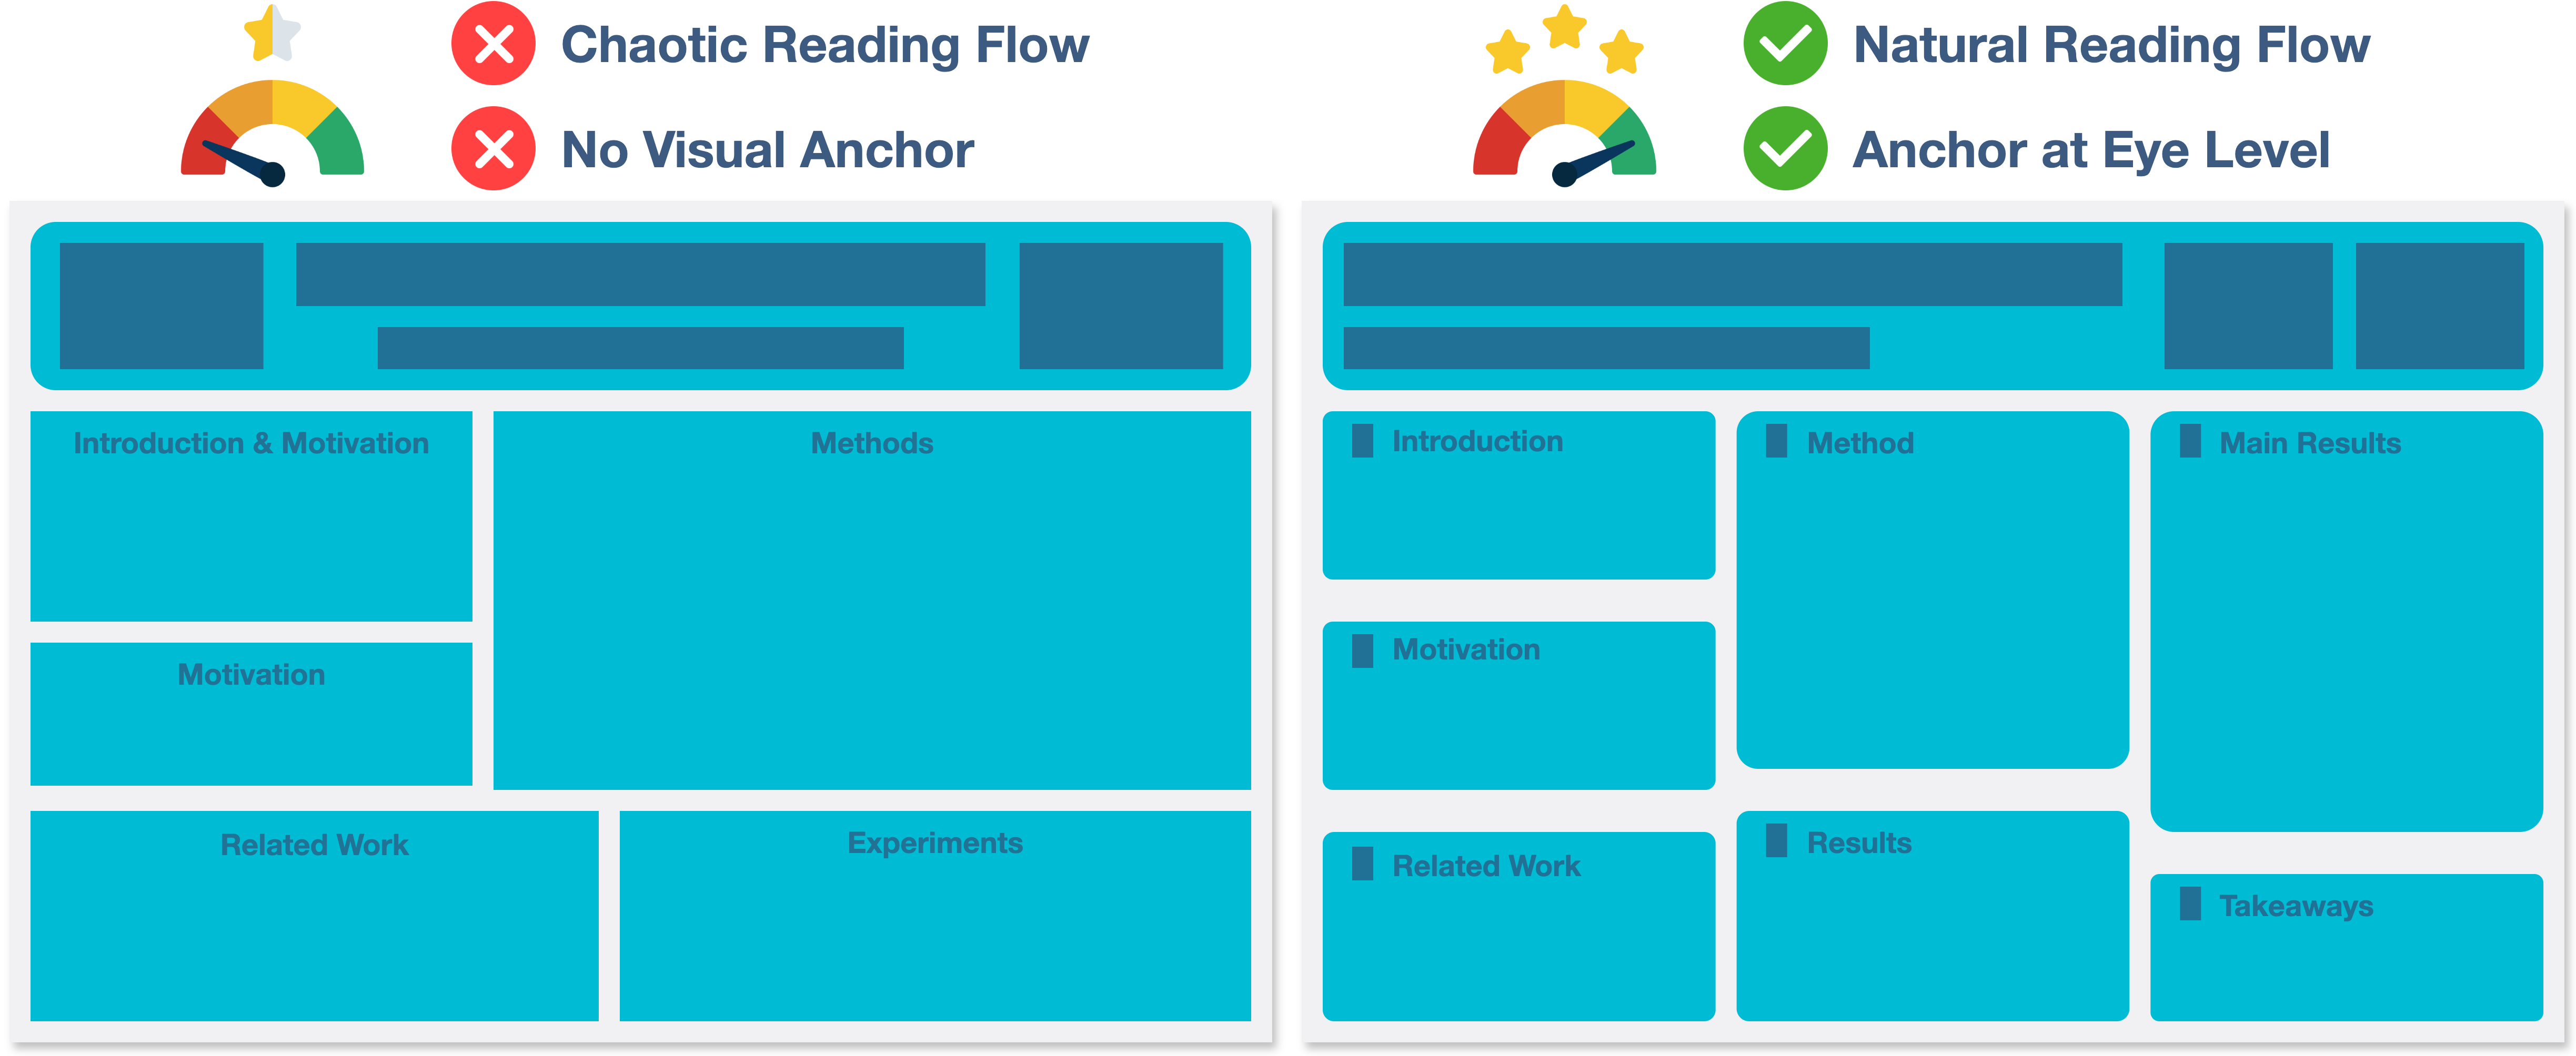 Chaotic Reading Flow
No Visual Anchor
Introduction & Motivation
Methods
Motivation
Related Work
Experiments
Natural Reading Flow
Anchor at Eye Level
Introduction
Motivation
Related Work
Method
Results
Main Results
Takeaways